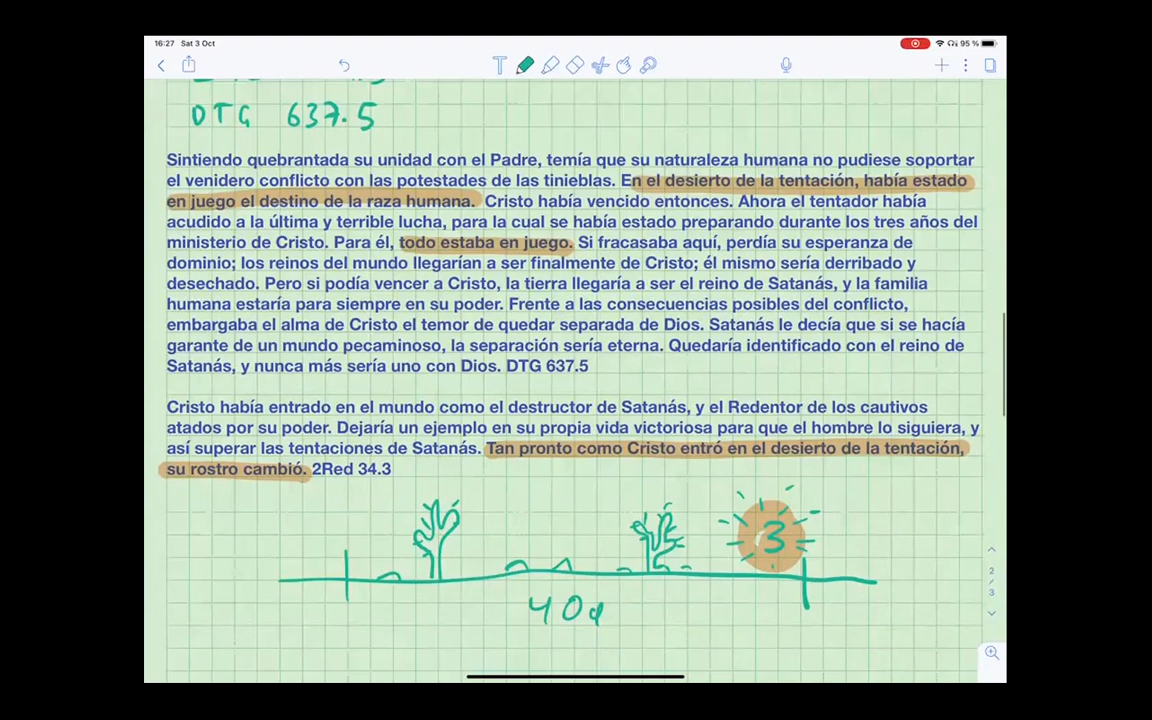 16:27 Sat 3 Oct 95 %
DTG 637.5
Sintiendo quebrantada su unidad con el Padre, temía que su naturaleza humana no pudiese soportar
el venidero conflicto con las potestades de las tinieblas. En el desierto de la tentación, había estado
en juego el destino de la raza humana. Cristo había vencido entonces. Ahora el tentador había
acudido a la última y terrible lucha, para la cual se había estado preparando durante los tres años del
ministerio de Cristo. Para él, todo estaba en juego. Si fracasaba aquí, perdía su esperanza de
dominio; los reinos del mundo llegarían a ser finalmente de Cristo; él mismo sería derribado y
desechado. Pero si podía vencer a Cristo, la tierra llegaría a ser el reino de Satanás, y la familia
humana estaría para siempre en su poder. Frente a las consecuencias posibles del conflicto,
embargaba el alma de Cristo el temor de quedar separada de Dios. Satanás le decía que si se hacía
garante de un mundo pecaminoso, la separación sería eterna. Quedaría identificado con el reino de
Satanás, y nunca más sería uno con Dios. DTG 637.5
Cristo había entrado en el mundo como el destructor de Satanás, y el Redentor de los cautivos
atados por su poder. Dejaría un ejemplo en su propia vida victoriosa para que el hombre lo siguiera, y
así superar las tentaciones de Satanás. Tan pronto como Cristo entró en el desierto de la tentación,
su rostro cambió. 2Red 34.3
3
40d
2
/
3